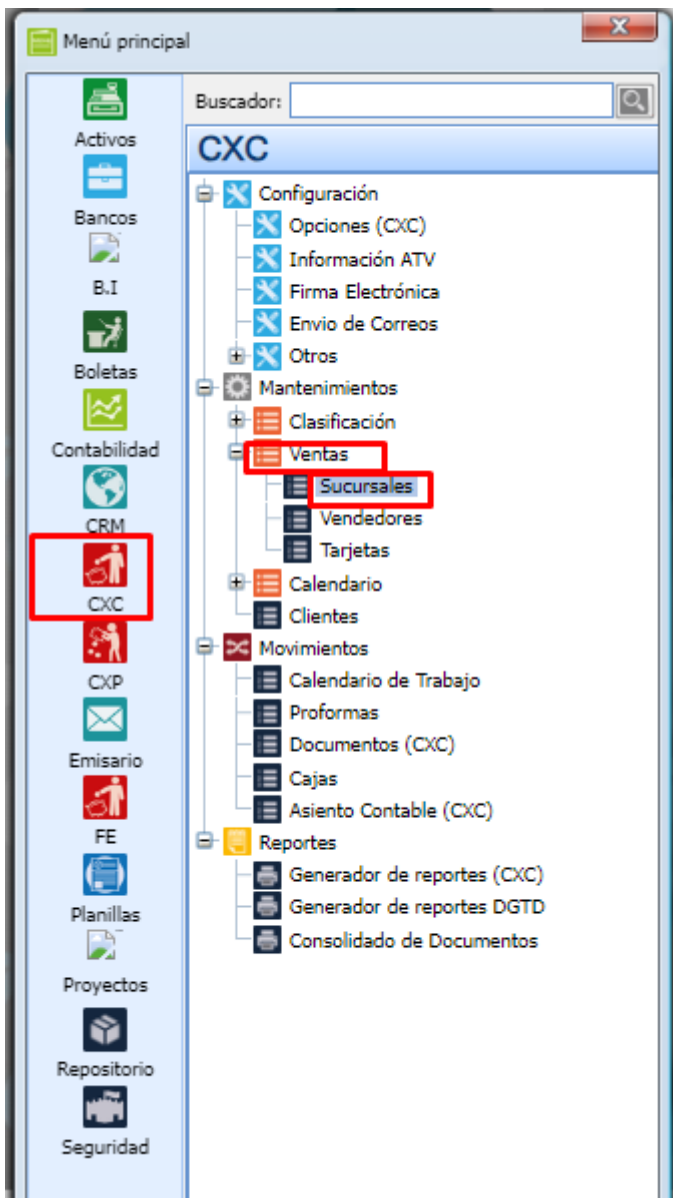 Menú principal
Activos
Bancos
B.I
Boletas
Contabilidad
CRM
CXC
CXP
Emisario
FE
Planillas
Proyectos
Repositorio
Seguridad
Buscador:
CXC
Configuración
Opciones (CXC)
Información ATV
Firma Electrónica
Envio de Correos
Otros
Mantenimientos
Clasificación
Ventas
Sucursales
Vendedores
Tarjetas
Calendario
Clientes
Movimientos
Calendario de Trabajo
Proformas
Documentos (CXC)
Cajas
Asiento Contable (CXC)
Reportes
Generador de reportes (CXC)
Generador de reportes DGTD
Consolidado de Documentos